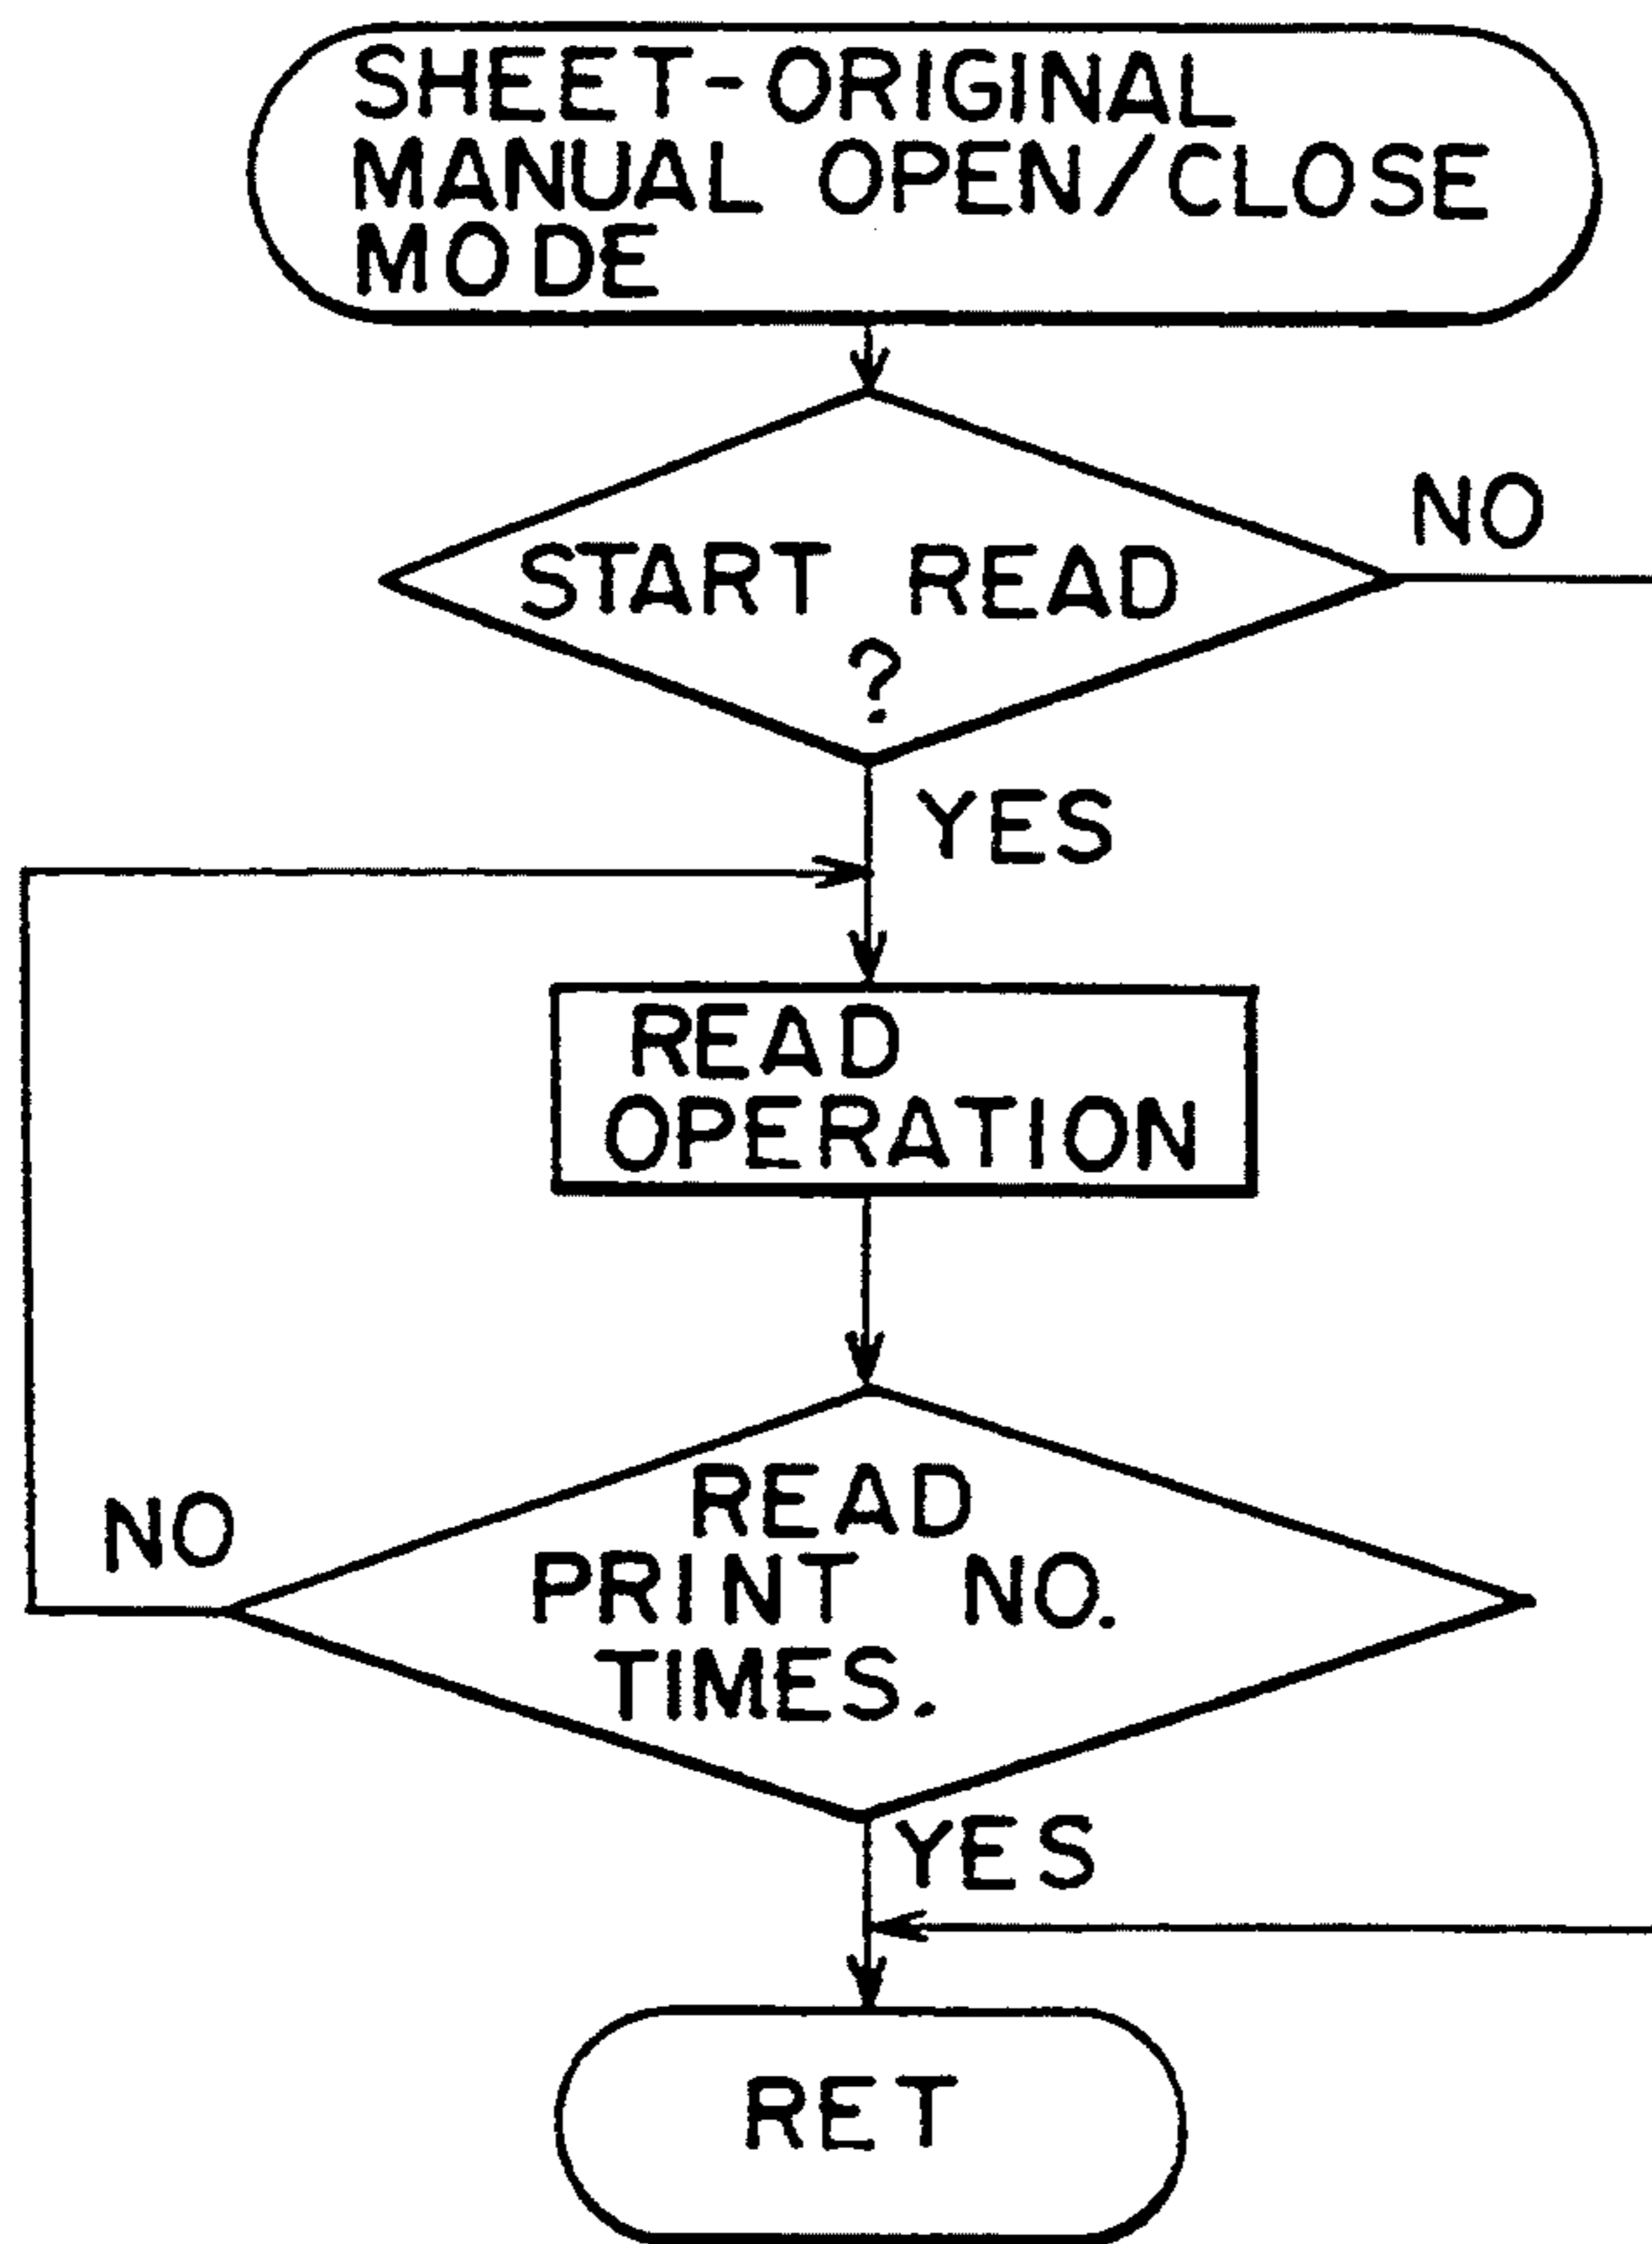 SHEET-ORIGINAL
MANUAL OPEN/CLOSE
MODE
START READ
?
NO
YES
READ
OPERATION
READ
PRINT NO.
TIMES.
NO
YES
RET